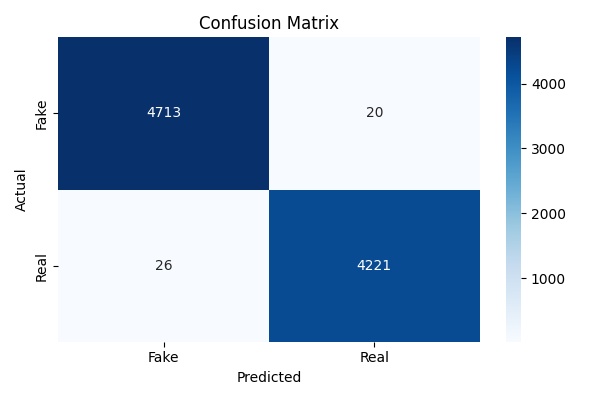 Confusion Matrix
Actual
Fake
4713 20
Real
26 4221
Fake Real
Predicted
4000
3000
2000
1000